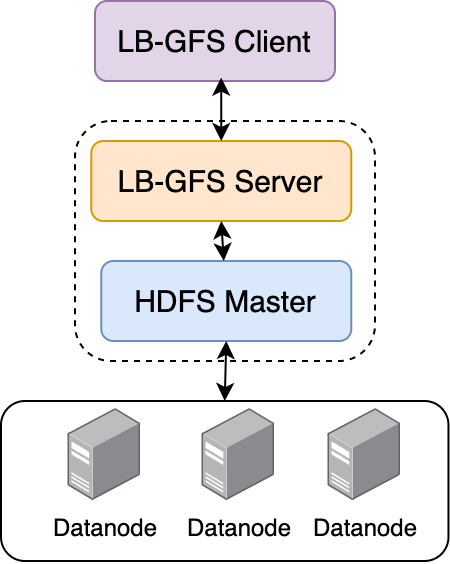 LB-GFS Client
LB-GFS Server
HDFS Master
Datanode Datanode Datanode